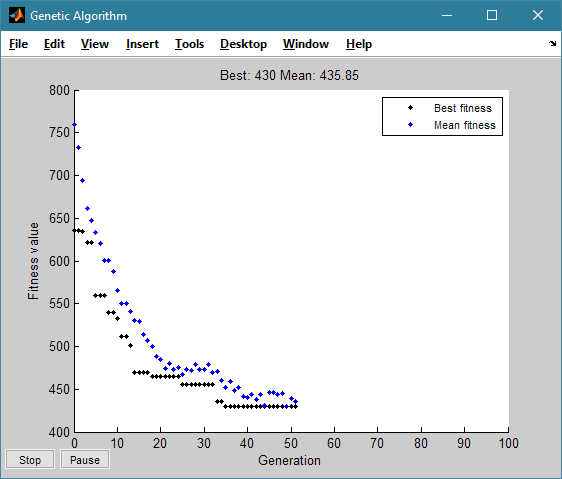 Genetic Algorithm
File Edit View Insert Tools Desktop Window Help
Best: 430 Mean: 435.85
800
750
700
650
600
550
500
450
400
Fitness value
Best fitness
Mean fitness
0 10 20 30 40 50 60 70 80 90 100
Generation
Stop Pause